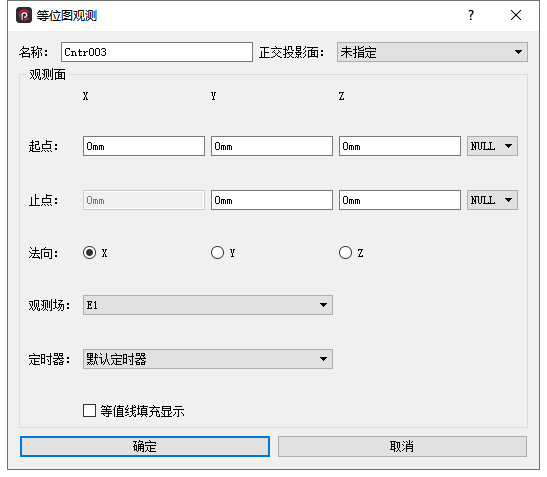 等位图观测 ?
名称: Cntr003 正交投影面: 未指定
观测面
X Y Z
起点: 0mm 0mm 0mm NULL
止点: 0mm 0mm 0mm NULL
法向: X Y Z
观测场: E1
定时器: 默认定时器
等值线填充显示
确定 取消